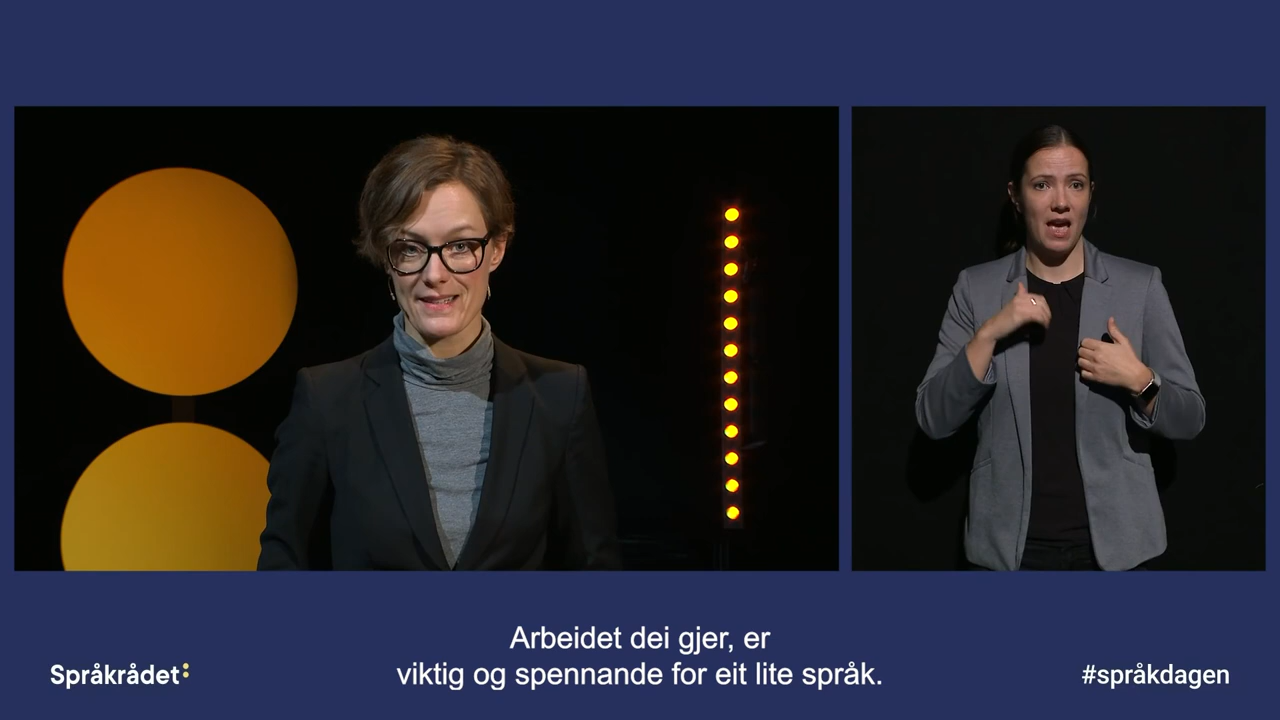 Arbeidet dei gjer, er
viktig og spennande for eit lite språk.
Språkrådet:
#språkdagen